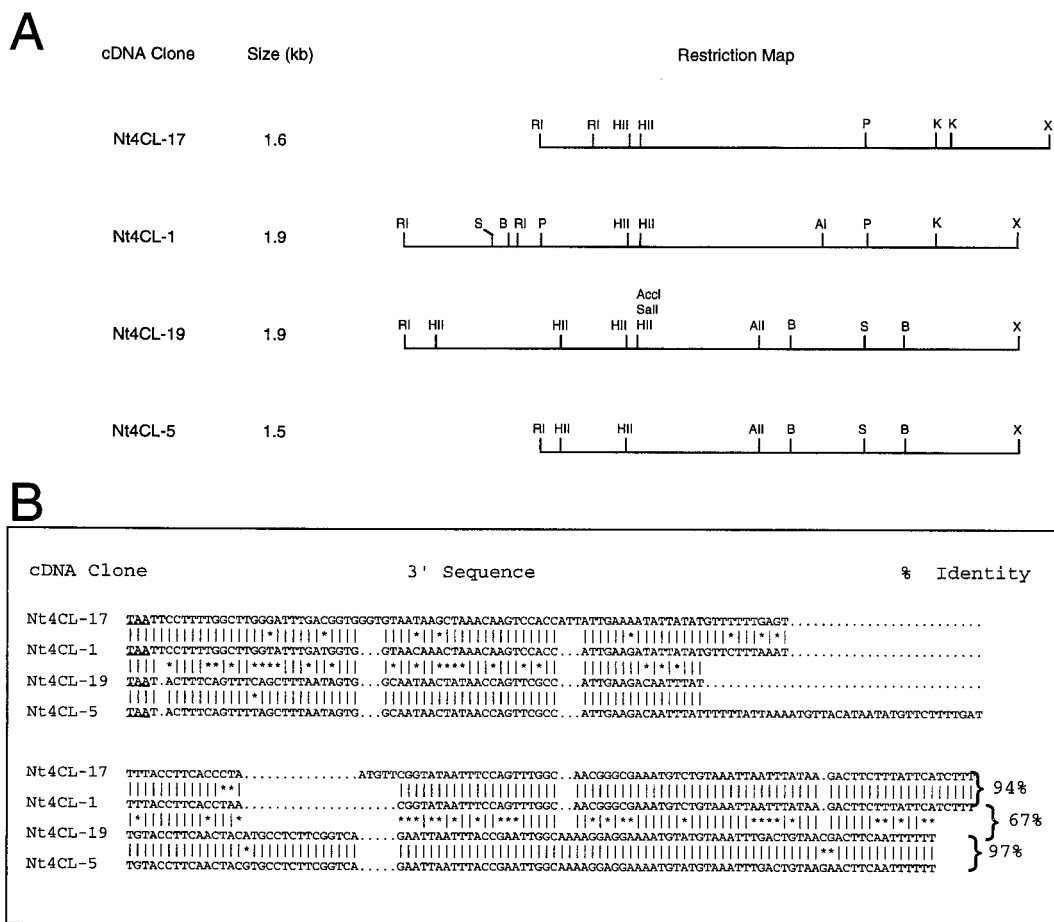 A
cDNA Clone Size (kb) Restriction Map
RI RI HII HII P K K X
Nt4CL-17 1.6
RI S B RI P HII HII AI P K X
Nt4CL-1 1.9
AccI
SalI
RI HII HII HII HII AII B S B X
Nt4CL-19 1.9
RI HII HII AII B S B X
Nt4CL-5 1.5
B
cDNA Clone 3' Sequence % Identity
Nt4CL-17 TAATTCCTTTTGGCTTGGGATTTGACGGTGGGTGTAATAAGCTAAACAAGTCCACCATTATTGAAAATATTATATGTTTTTTGAGT.........................
Nt4CL-1 TAATTCCTTTTGGCTTGGTATTTGATGGTG...GTAACAAACTAAACAAGTCCACC...ATTGAAGATATTATATGTTCTTTAAAT.........................
Nt4CL-19 TAAT.ACTTTCAGTTTCAGCTTTAATAGTG...GCAATAACTATAACCAGTTCGCC...ATTGAAGACAATTTAT....................................
Nt4CL-5 TAAT.ACTTTCAGTTTTAGCTTTAATAGTG...GCAATAACTATAACCAGTTCGCC...ATTGAAGACAATTTATTTTTTATTAAAATGTTACATAATATGTTCTTTTGAT
Nt4CL-17 TTTACCTTCACCCTA...............ATGTTCGGTATAATTTCCAGTTTGGC..AACGGGCGAAATGTCTGTAAATTAATTTATAA.GACTTCTTTATTCATCTTT
94%
Nt4CL-1 TTTACCTTCACCTAA....................CGGTATAATTTCCAGTTTGGC..AACGGGCGAAATGTCTGTAAATTAATTTATAA.GACTTCTTTATTCATCTTT
67%
Nt4CL-19 TGTACCTTCAACTACATGCCTCTTCGGTCA.....GAATTAATTTACCGAATTGGCAAAAGGAGGAAAATGTATGTAAATTTGACTGTAACGACTTCAATTTTTT
97%
Nt4CL-5 TGTACCTTCAACTACGTGCCTCTTCGGTCA.....GAATTAATTTACCGAATTGGCAAAAGGAGGAAAATGTATGTAAATTTGACTGTAAGAACTTCAATTTTTT